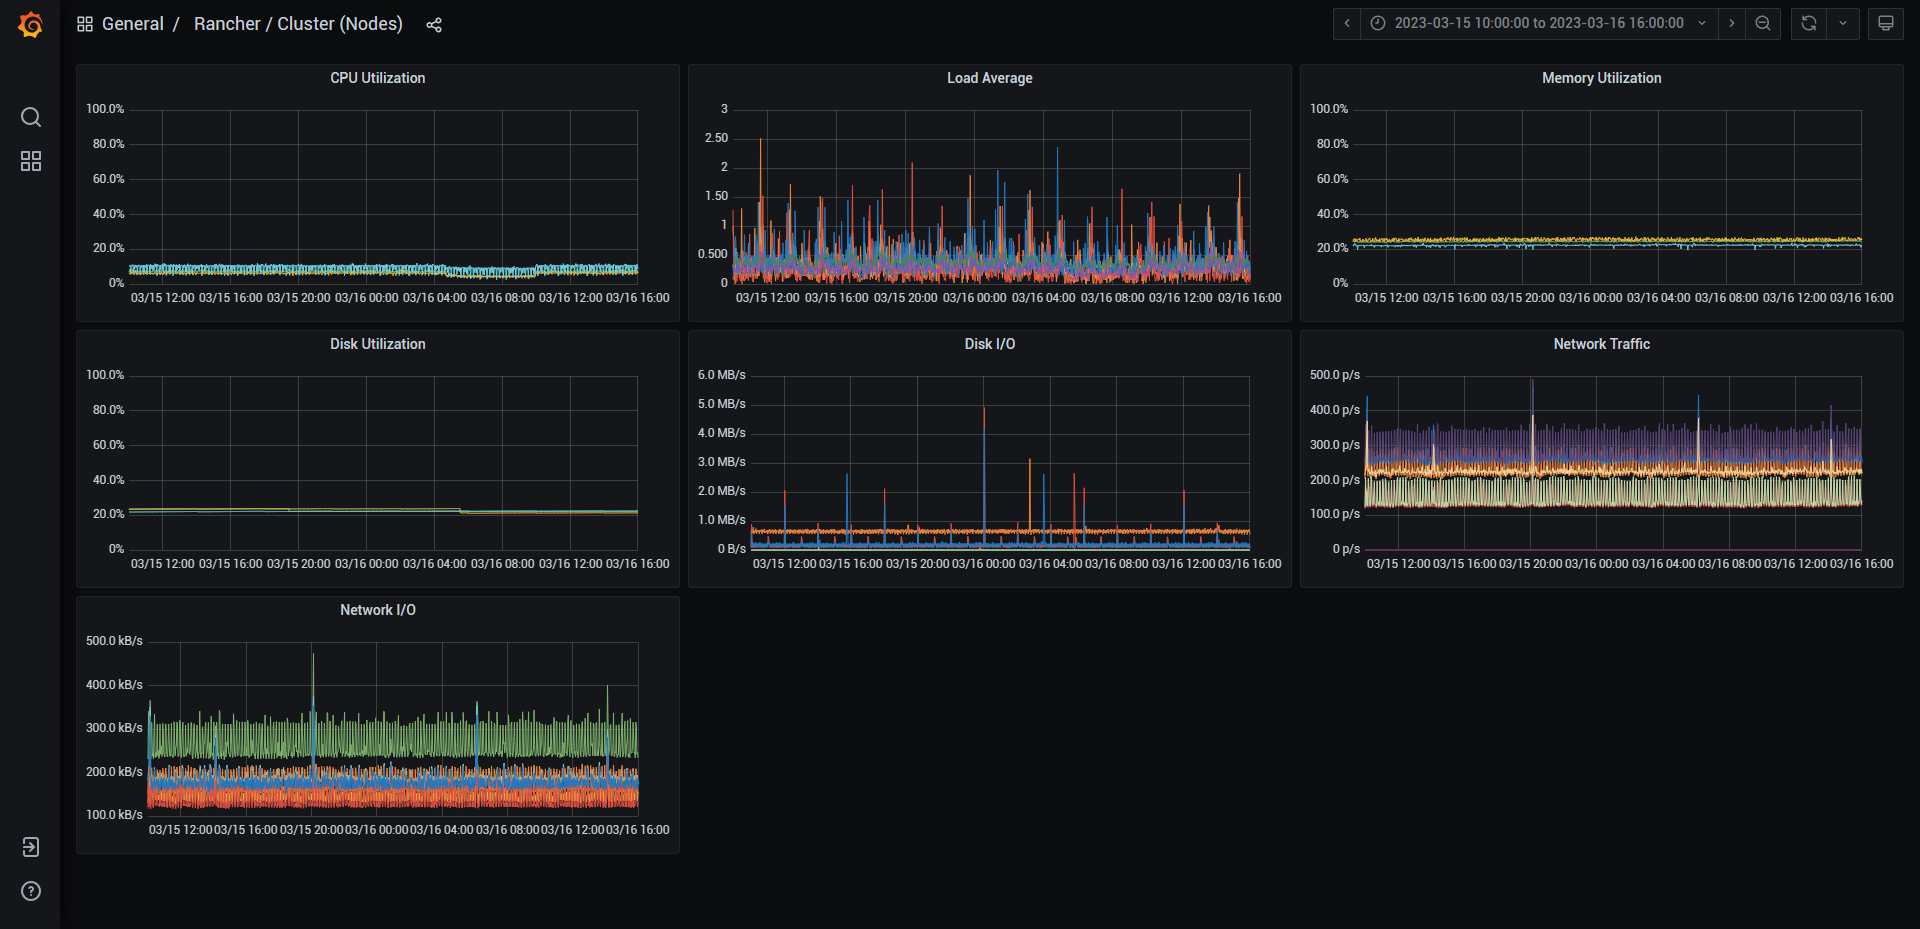 General / Rancher / Cluster (Nodes)
2023-03-15 10:00:00 to 2023-03-16 16:00:00
CPU Utilization
100.0%
80.0%
60.0%
40.0%
20.0%
0%
03/15 12:00 03/15 16:00 03/15 20:00 03/16 00:00 03/16 04:00 03/16 08:00 03/16 12:00 03/16 16:00
Load Average
3
2.50
2
1.50
1
0.500
0
03/15 12:00 03/15 16:00 03/15 20:00 03/16 00:00 03/16 04:00 03/16 08:00 03/16 12:00 03/16 16:00
Memory Utilization
100.0%
80.0%
60.0%
40.0%
20.0%
0%
03/15 12:00 03/15 16:00 03/15 20:00 03/16 00:00 03/16 04:00 03/16 08:00 03/16 12:00 03/16 16:00
Disk Utilization
100.0%
80.0%
60.0%
40.0%
20.0%
0%
03/15 12:00 03/15 16:00 03/15 20:00 03/16 00:00 03/16 04:00 03/16 08:00 03/16 12:00 03/16 16:00
Disk I/O
6.0 MB/s
5.0 MB/s
4.0 MB/s
3.0 MB/s
2.0 MB/s
1.0 MB/s
0 B/s
03/15 12:00 03/15 16:00 03/15 20:00 03/16 00:00 03/16 04:00 03/16 08:00 03/16 12:00 03/16 16:00
Network Traffic
500.0 p/s
400.0 p/s
300.0 p/s
200.0 p/s
100.0 p/s
0 p/s
03/15 12:00 03/15 16:00 03/15 20:00 03/16 00:00 03/16 04:00 03/16 08:00 03/16 12:00 03/16 16:00
Network I/O
500.0 kB/s
400.0 kB/s
300.0 kB/s
200.0 kB/s
100.0 kB/s
03/15 12:00 03/15 16:00 03/15 20:00 03/16 00:00 03/16 04:00 03/16 08:00 03/16 12:00 03/16 16:00